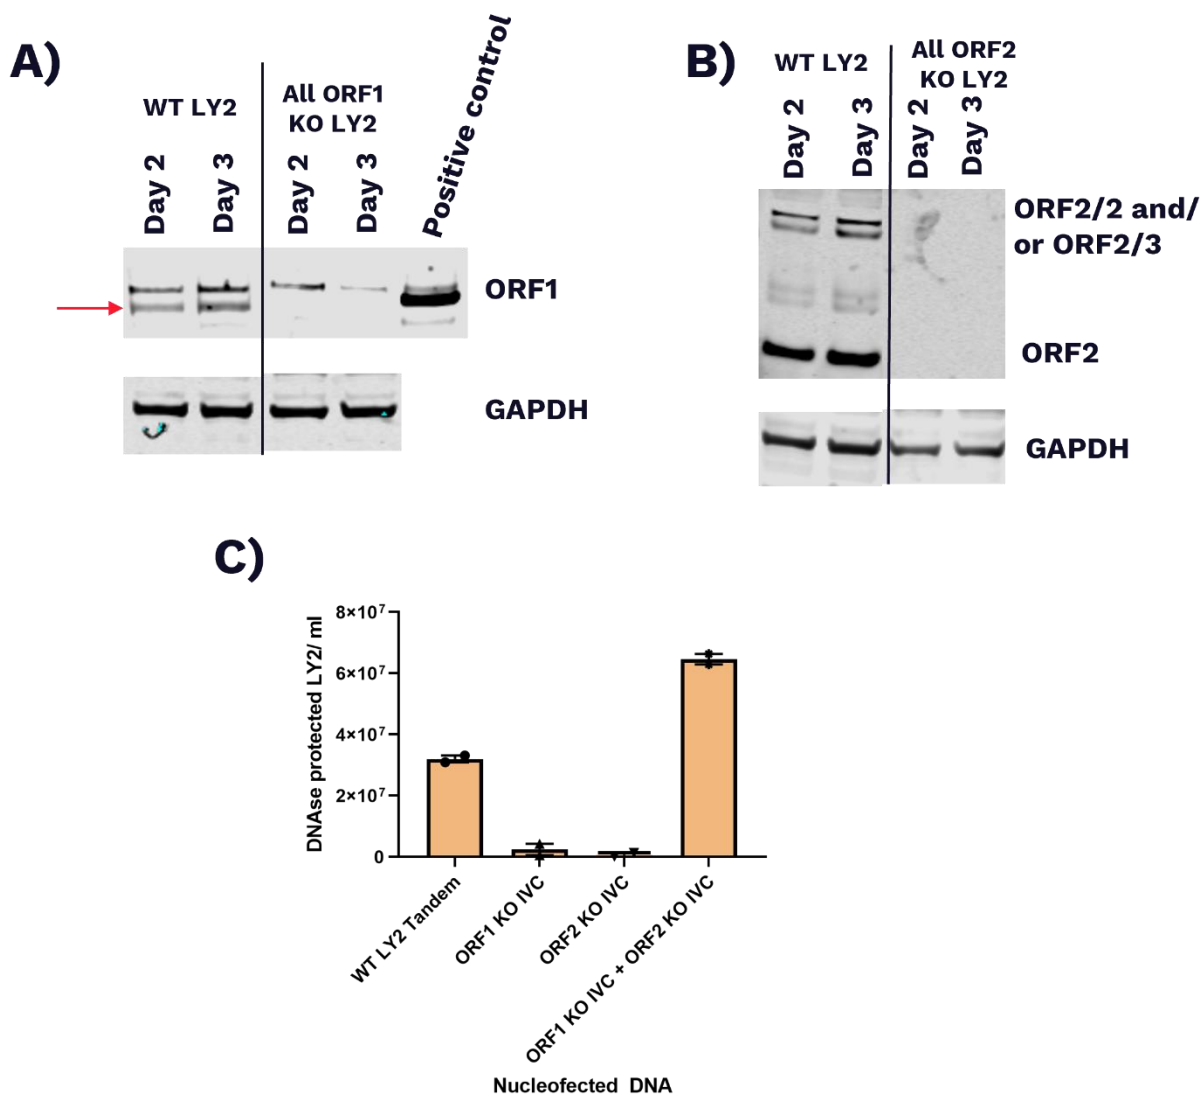 A)
WT LY2
All ORF1
KO LY2
Positive control
Day 2
Day 3
Day 2
Day 3
ORF1
GAPDH
B)
WT LY2
All ORF2
KO LY2
Day 2
Day 3
Day 2
Day 3
ORF2/2 and/
or ORF2/3
ORF2
GAPDH
C)
DNAse protected LY2/ ml
8×10⁷
6×10⁷
4×10⁷
2×10⁷
0
WT LY2 Tandem
ORF1 KO IVC
ORF2 KO IVC
ORF1 KO IVC + ORF2 KO IVC
Nucleofected DNA